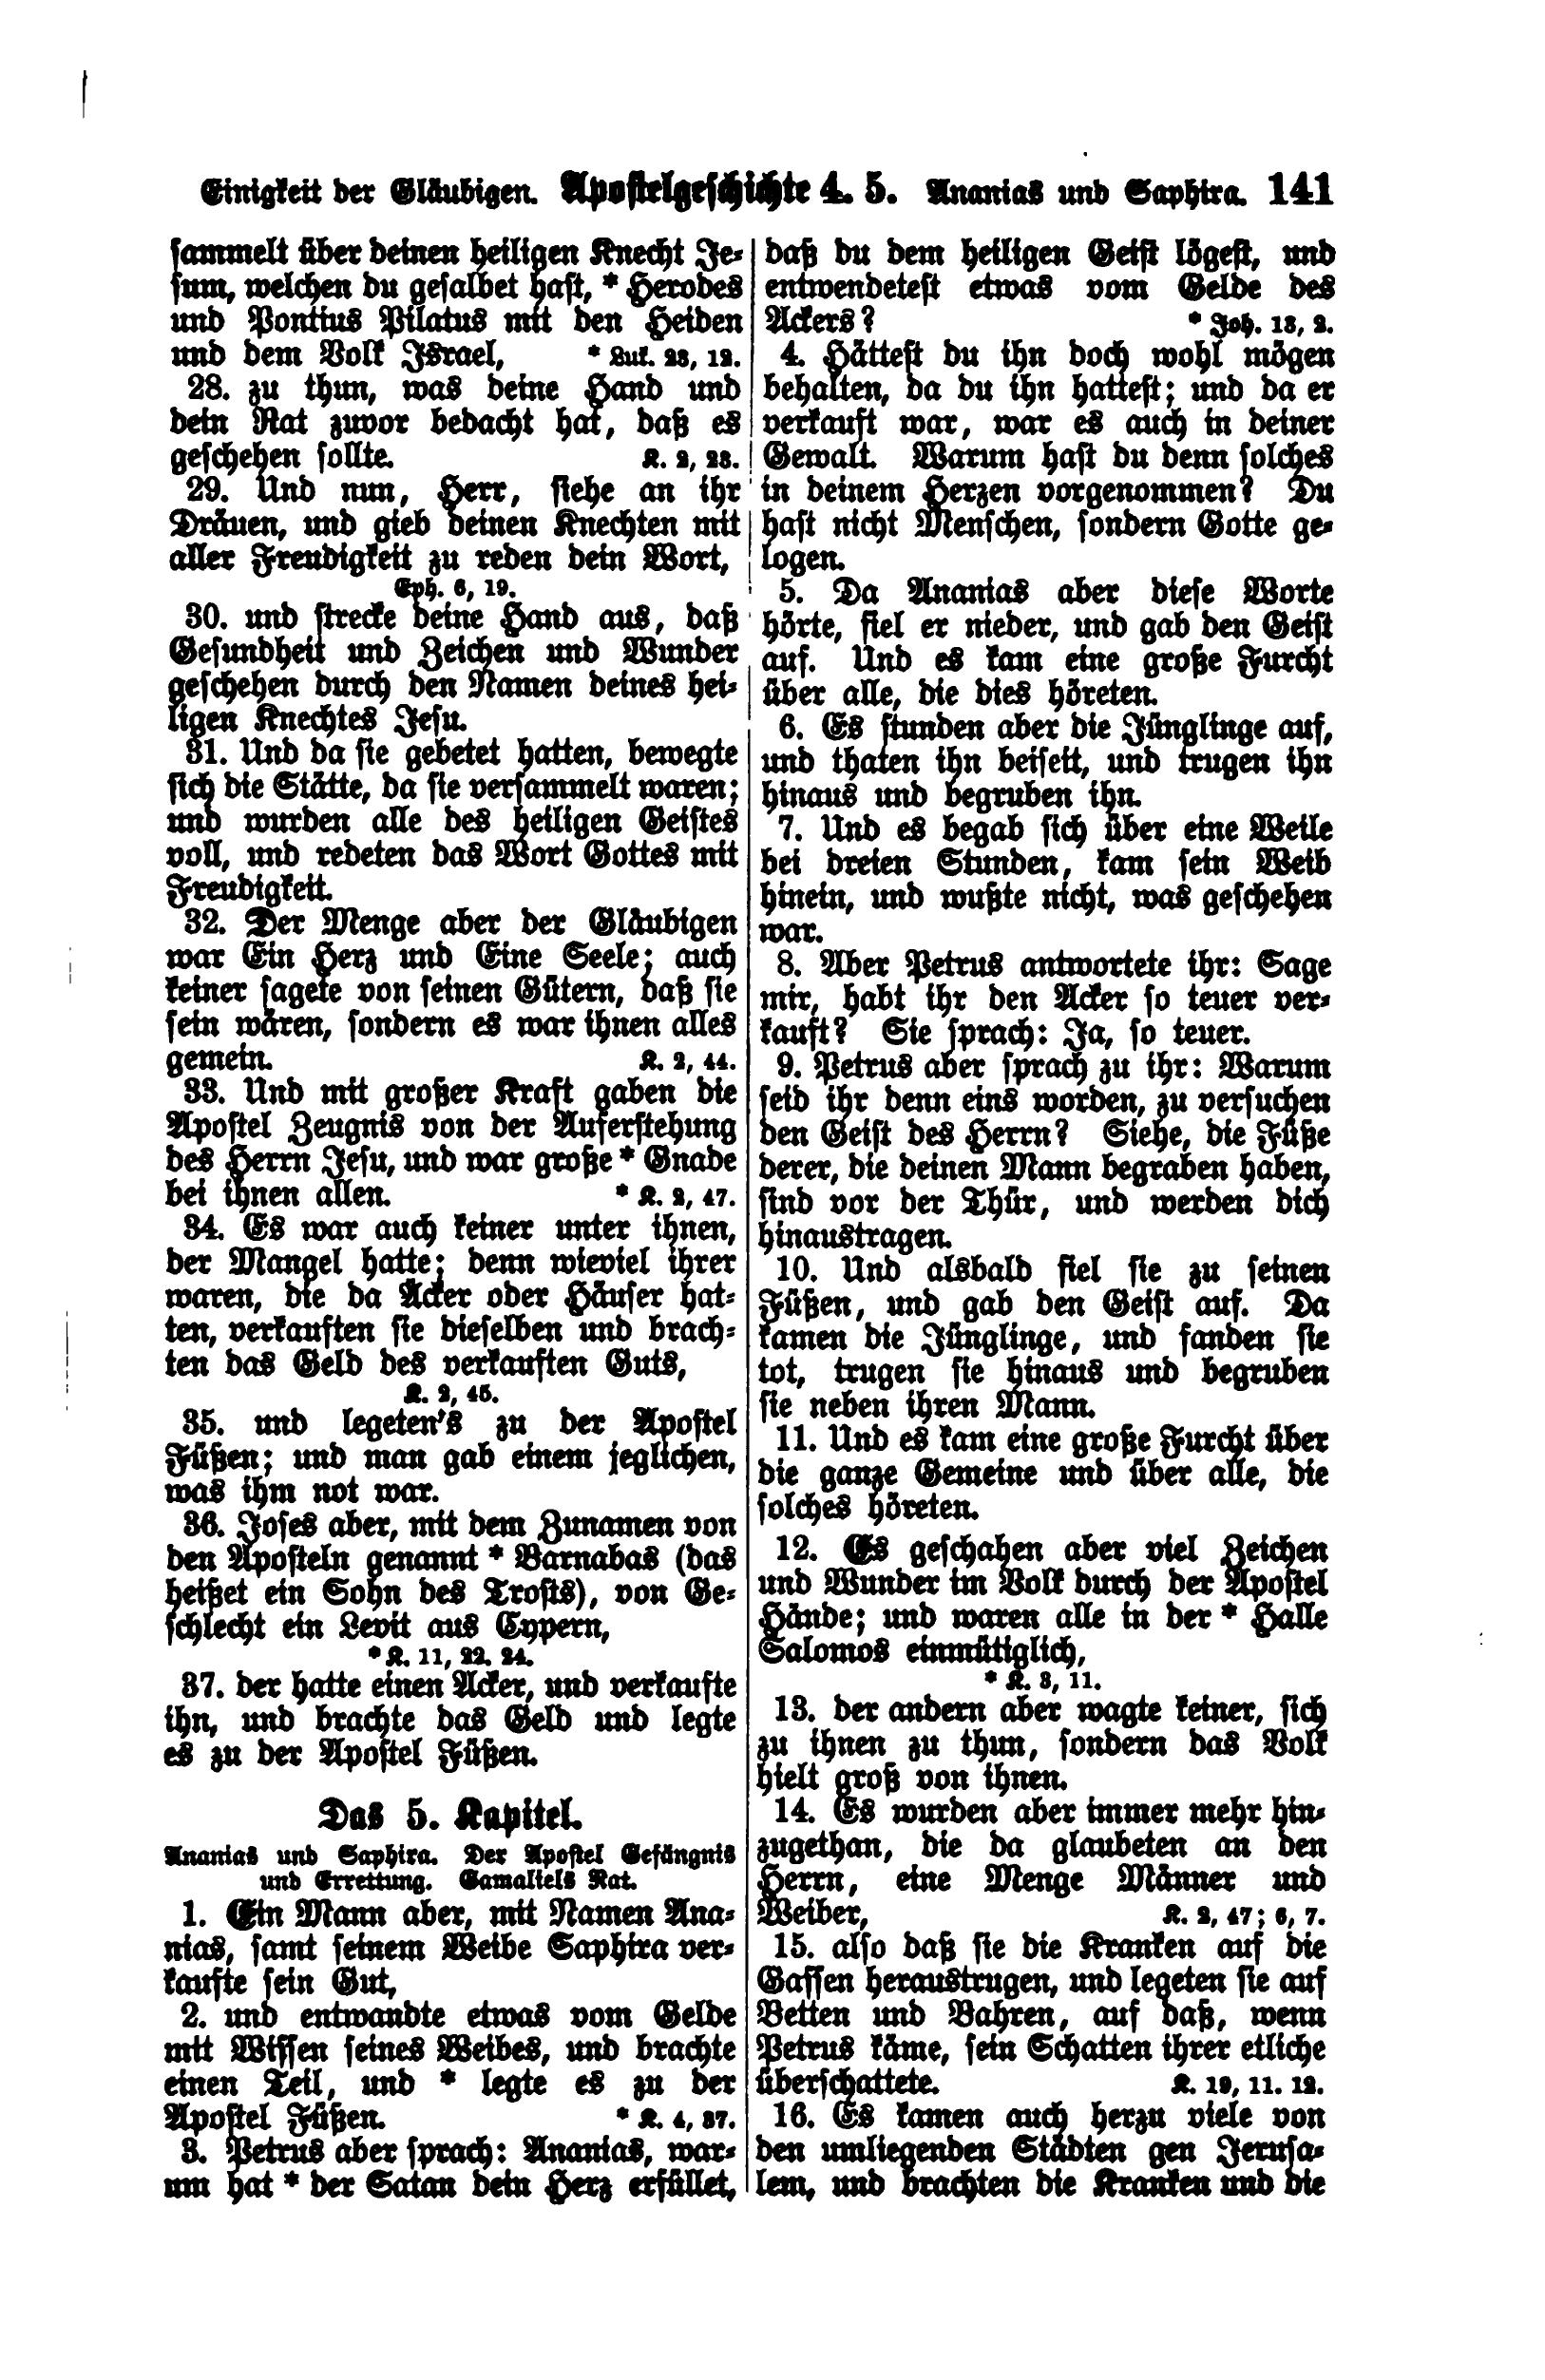 Einigkeit der Gläubigen. Apostelgeschichte 4. 5. Ananias und Saphira. 141
sammelt über deinen heiligen Knecht Je-
sum, welchen du gesalbet hast, * Herodes
und Pontius Pilatus mit den Heiden
und dem Volk Israel, * Luk. 23, 12.
28. zu thun, was deine Hand und
dein Rat zuvor bedacht hat, daß es
geschehen sollte. K. 2, 23.
29. Und nun, Herr, siehe an ihr
Dräuen, und gieb deinen Knechten mit
aller Freudigkeit zu reden dein Wort,
Eph. 6, 19.
30. und strecke deine Hand aus, daß
Gesundheit und Zeichen und Wunder
geschehen durch den Namen deines hei-
ligen Knechtes Jesu.
31. Und da sie gebetet hatten, bewegte
sich die Stätte, da sie versammelt waren;
und wurden alle des heiligen Geistes
voll, und redeten das Wort Gottes mit
Freudigkeit.
32. Der Menge aber der Gläubigen
war Ein Herz und Eine Seele; auch
keiner sagete von seinen Gütern, daß sie
sein wären, sondern es war ihnen alles
gemein. K. 2, 44.
33. Und mit großer Kraft gaben die
Apostel Zeugnis von der Auferstehung
des Herrn Jesu, und war große * Gnade
bei ihnen allen. * K. 2, 47.
34. Es war auch keiner unter ihnen,
der Mangel hatte; denn wieviel ihrer
waren, die da Äcker oder Häuser hat-
ten, verkauften sie dieselben und brach-
ten das Geld des verkauften Guts,
K. 2, 45.
35. und legeten's zu der Apostel
Füßen; und man gab einem jeglichen,
was ihm not war.
36. Joses aber, mit dem Zunamen von
den Aposteln genannt * Barnabas (das
heißet ein Sohn des Trosts), von Ge-
schlecht ein Levit aus Cypern,
* K. 11, 22. 24.
37. der hatte einen Acker, und verkaufte
ihn, und brachte das Geld und legte
es zu der Apostel Füßen.
Das 5. Kapitel.
Ananias und Saphira. Der Apostel Gefängnis
und Errettung. Gamaliels Rat.
1. Ein Mann aber, mit Namen Ana-
nias, samt seinem Weibe Saphira ver-
kaufte sein Gut,
2. und entwandte etwas vom Gelde
mit Wissen seines Weibes, und brachte
einen Teil, und * legte es zu der
Apostel Füßen. * K. 4, 37.
3. Petrus aber sprach: Ananias, war-
um hat * der Satan dein Herz erfüllet,
daß du dem heiligen Geist lögest, und
entwendetest etwas vom Gelde des
Ackers? * Joh. 13, 2.
4. Hättest du ihn doch wohl mögen
behalten, da du ihn hattest; und da er
verkauft war, war es auch in deiner
Gewalt. Warum hast du denn solches
in deinem Herzen vorgenommen? Du
hast nicht Menschen, sondern Gotte ge-
logen.
5. Da Ananias aber diese Worte
hörte, fiel er nieder, und gab den Geist
auf. Und es kam eine große Furcht
über alle, die dies höreten.
6. Es stunden aber die Jünglinge auf,
und thaten ihn beiseit, und trugen ihn
hinaus und begruben ihn.
7. Und es begab sich über eine Weile
bei dreien Stunden, kam sein Weib
hinein, und wußte nicht, was geschehen
war.
8. Aber Petrus antwortete ihr: Sage
mir, habt ihr den Acker so teuer ver-
kauft? Sie sprach: Ja, so teuer.
9. Petrus aber sprach zu ihr: Warum
seid ihr denn eins worden, zu versuchen
den Geist des Herrn? Siehe, die Füße
derer, die deinen Mann begraben haben,
sind vor der Thür, und werden dich
hinaustragen.
10. Und alsbald fiel sie zu seinen
Füßen, und gab den Geist auf. Da
kamen die Jünglinge, und fanden sie
tot, trugen sie hinaus und begruben
sie neben ihren Mann.
11. Und es kam eine große Furcht über
die ganze Gemeine und über alle, die
solches höreten.
12. Es geschahen aber viel Zeichen
und Wunder im Volk durch der Apostel
Hände; und waren alle in der * Halle
Salomos einmütiglich,
* K. 3, 11.
13. der andern aber wagte keiner, sich
zu ihnen zu thun, sondern das Volk
hielt groß von ihnen.
14. Es wurden aber immer mehr hin-
zugethan, die da glaubeten an den
Herrn, eine Menge Männer und
Weiber, K. 2, 47; 6, 7.
15. also daß sie die Kranken auf die
Gassen heraustrugen, und legeten sie auf
Betten und Bahren, auf daß, wenn
Petrus käme, sein Schatten ihrer etliche
überschattete. K. 19, 11. 12.
16. Es kamen auch herzu viele von
den umliegenden Städten gen Jerusa-
lem, und brachten die Kranken und die